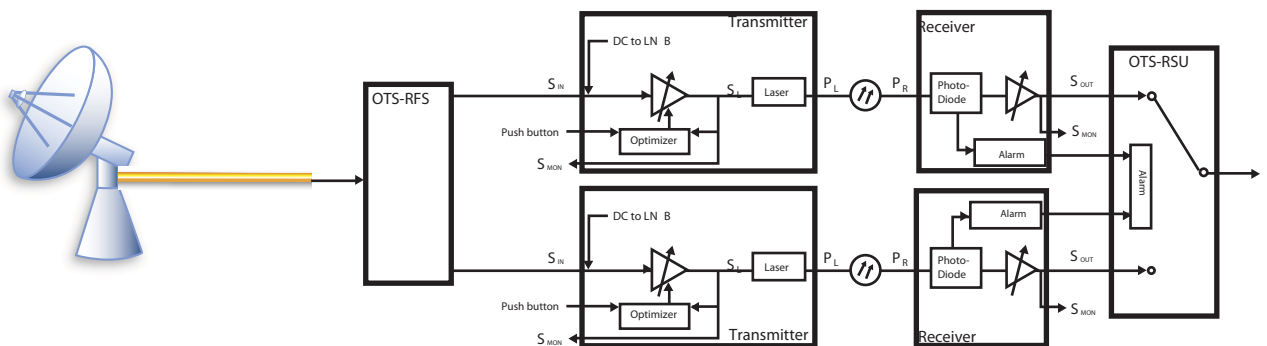 Transmitter
Receiver
DC to LN B
OTS-RSU
OTS-RFS
S IN
S L
Laser
P L
P R
Photo-
Diode
S OUT
Push button
Optimizer
S MON
Alarm
S MON
Alarm
DC to LN B
Alarm
S IN
S L
Laser
P L
P R
Photo-
Diode
S OUT
Push button
Optimizer
S MON
S MON
Transmitter
Receiver